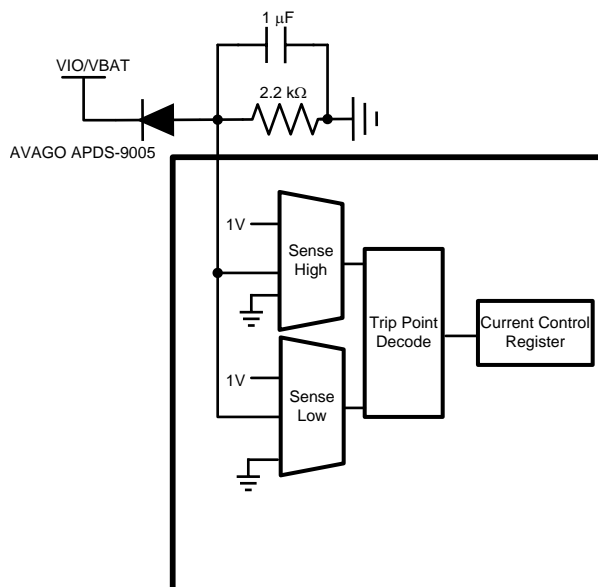 1 μF
VIO/VBAT
2.2 kΩ
AVAGO APDS-9005
1V
Sense
High
Trip Point
Decode
Current Control
Register
1V
Sense
Low